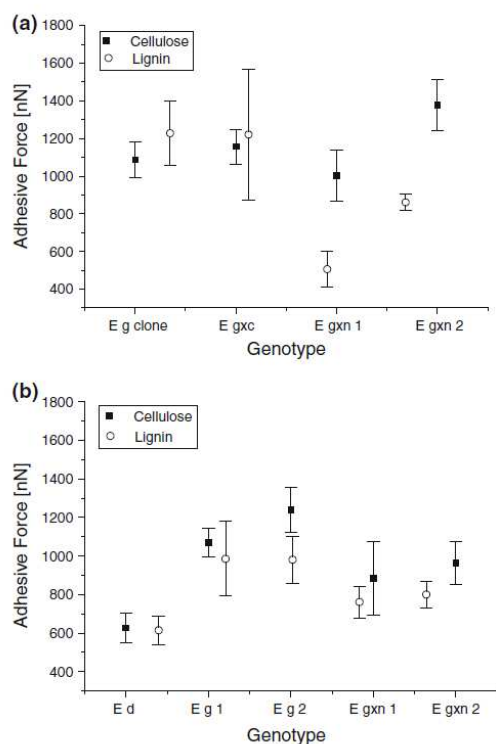 (a)
1800
1600
1400
1200
1000
800
600
400
Adhesive Force [nN]
Cellulose
Lignin
E g clone E gxc E gxn 1 E gxn 2
Genotype
(b)
1800
1600
1400
1200
1000
800
600
400
Adhesive Force [nN]
Cellulose
Lignin
E d E g 1 E g 2 E gxn 1 E gxn 2
Genotype